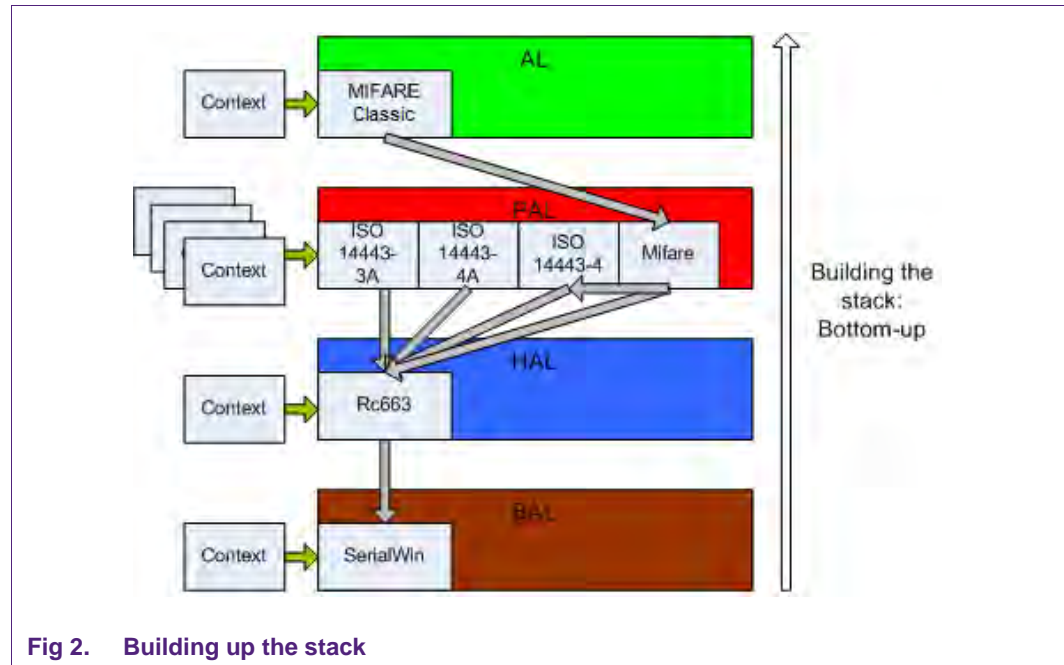 AL
Context
MIFARE
Classic
PAL
Context
ISO
14443-
3A
ISO
14443-
4A
ISO
14443-4
Mifare
Building the
stack:
Bottom-up
HAL
Context
Rc663
BAL
Context
SerialWin
Fig 2. Building up the stack